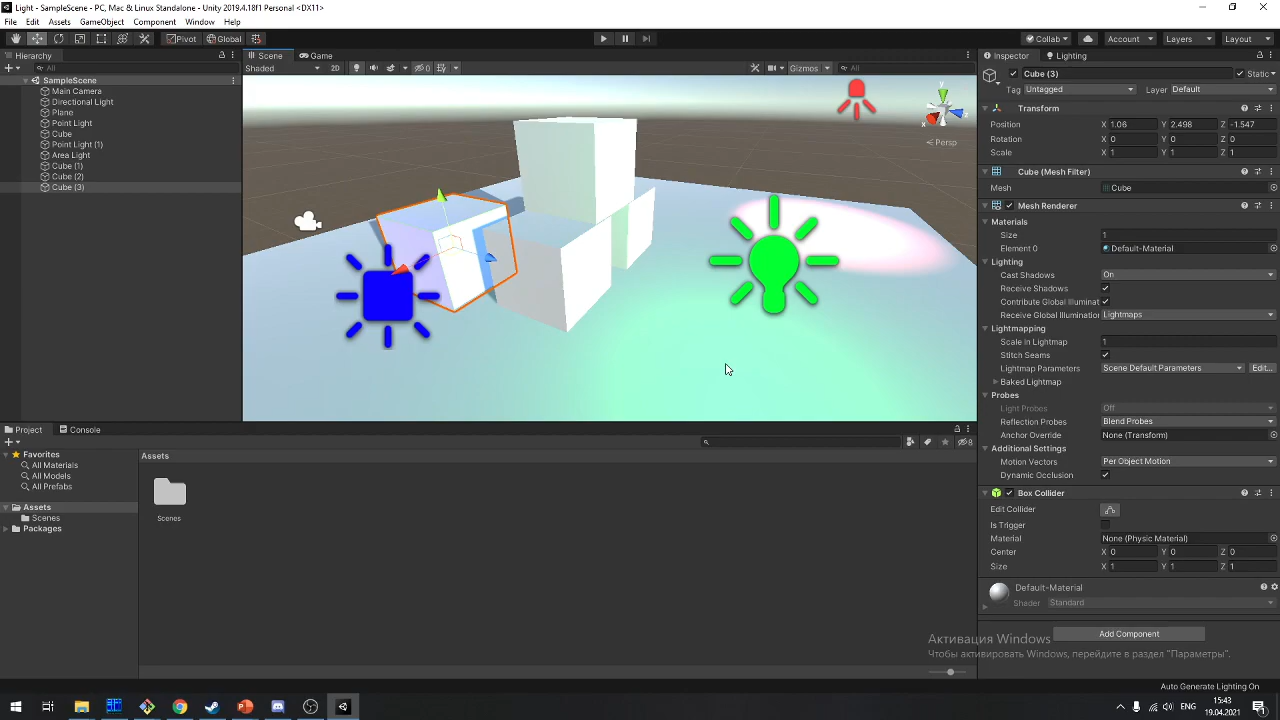 Light - SampleScene - PC, Mac & Linux Standalone - Unity 2019.4.18f1 Personal <DX11>
File Edit Assets GameObject Component Window Help
Pivot Global
Collab Account Layers Layout
Hierarchy
All
SampleScene
Main Camera
Directional Light
Plane
Point Light
Cube
Point Light (1)
Area Light
Cube (1)
Cube (2)
Cube (3)
Scene Game
Shaded 2D 0 Gizmos All
y
x
Persp
Inspector Lighting
Cube (3) Static
Tag Untagged Layer Default
Transform
Position X 1.06 Y 2.498 Z -1.547
Rotation X 0 Y 0 Z 0
Scale X 1 Y 1 Z 1
Cube (Mesh Filter)
Mesh Cube
Mesh Renderer
Materials
Size 1
Element 0 Default-Material
Lighting
Cast Shadows On
Receive Shadows
Contribute Global Illuminat
Receive Global Illumination Lightmaps
Lightmapping
Scale In Lightmap 1
Stitch Seams
Lightmap Parameters Scene Default Parameters Edit...
Baked Lightmap
Probes
Light Probes Off
Reflection Probes Blend Probes
Anchor Override None (Transform)
Additional Settings
Motion Vectors Per Object Motion
Dynamic Occlusion
Box Collider
Edit Collider
Is Trigger
Material None (Physic Material)
Center X 0 Y 0 Z 0
Size X 1 Y 1 Z 1
Default-Material
Shader Standard
Add Component
Project Console
8
Favorites
All Materials
All Models
All Prefabs
Assets
Scenes
Packages
Assets
Scenes
Активация Windows
Чтобы активировать Windows, перейдите в раздел "Параметры".
Auto Generate Lighting On
ENG
15:43
19.04.2021